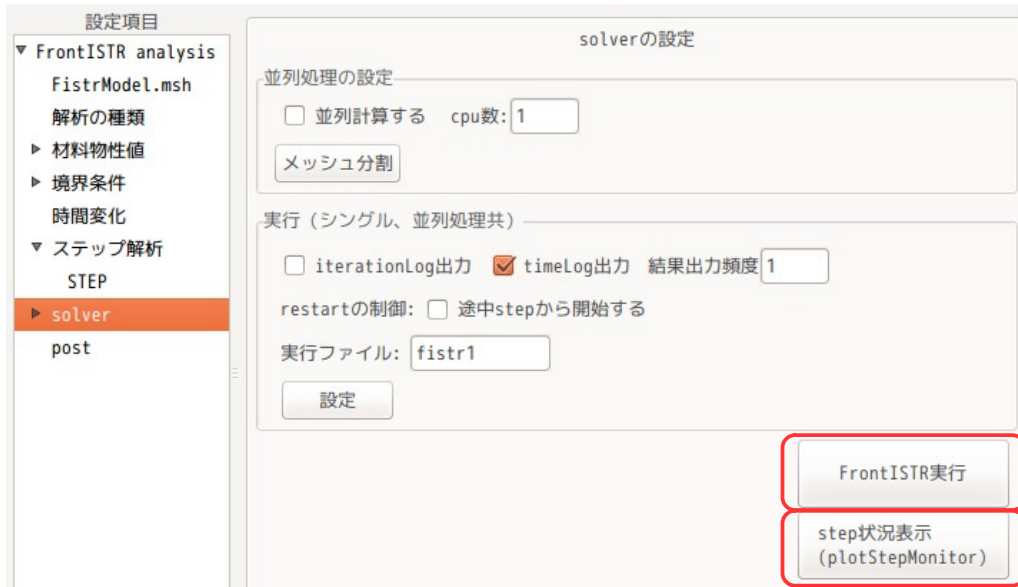 設定項目
FrontISTR analysis
FistrModel.msh
解析の種類
材料物性値
境界条件
時間変化
ステップ解析
STEP
solver
post
solverの設定
並列処理の設定
並列計算する cpu数: 1
メッシュ分割
実行（シングル、並列処理共）
iterationLog出力 timeLog出力 結果出力頻度 1
restartの制御: 途中stepから開始する
実行ファイル: fistr1
設定
FrontISTR実行
step状況表示
(plotStepMonitor)